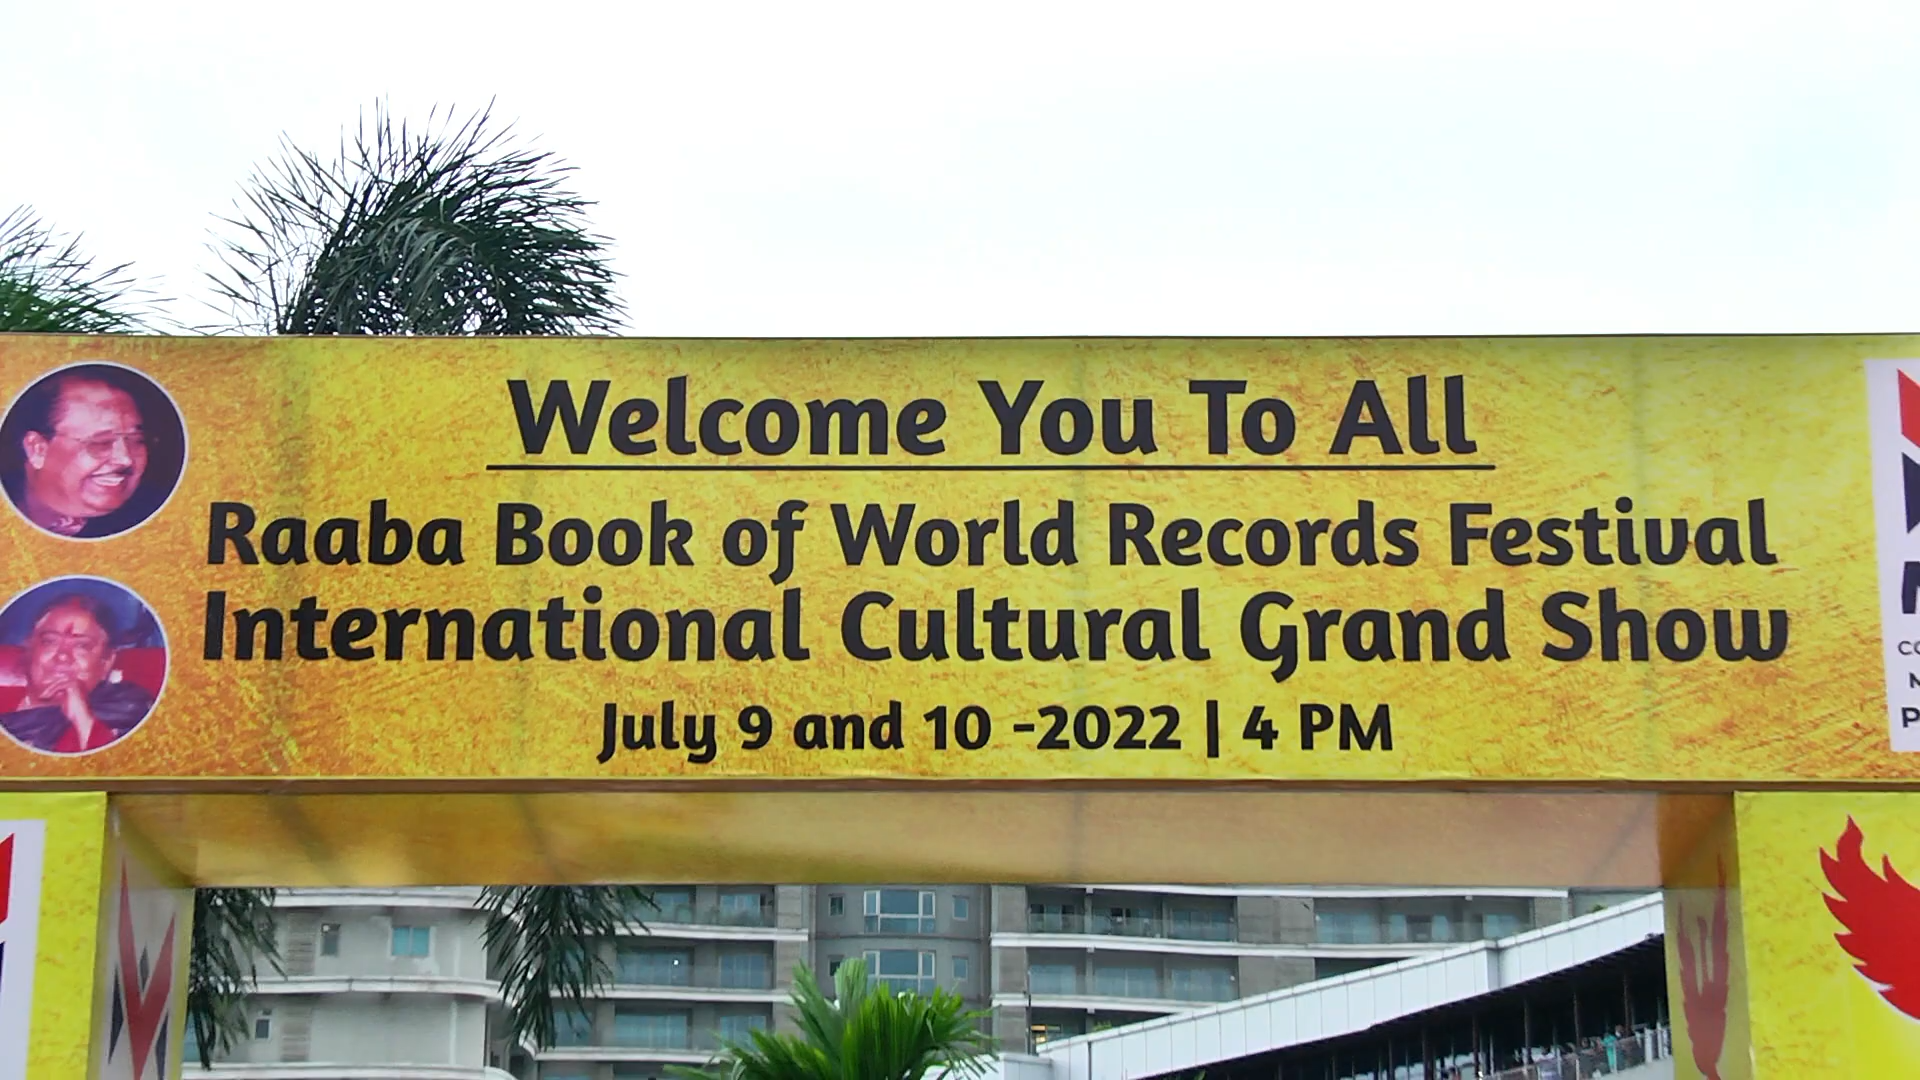 Welcome You To All
Raaba Book of World Records Festival
International Cultural Grand Show
July 9 and 10 -2022 | 4 PM